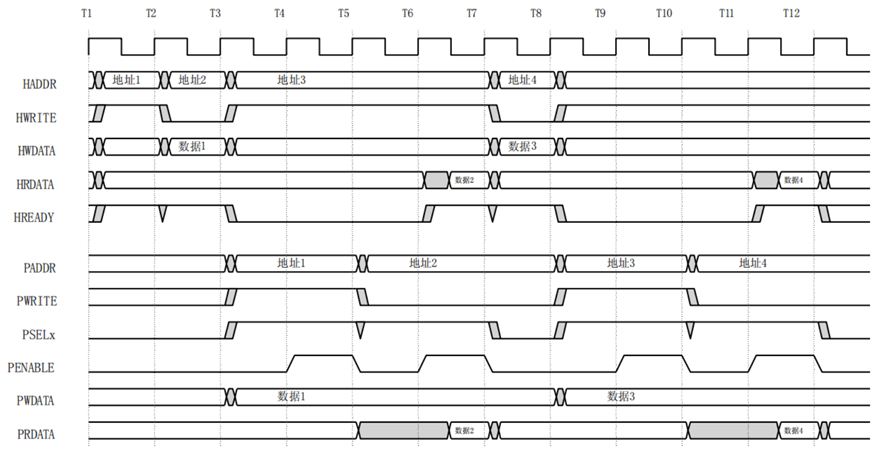 T1 T2 T3 T4 T5 T6 T7 T8 T9 T10 T11 T12
HADDR 地址1 地址2 地址3 地址4
HWRITE
HWDATA 数据1 数据3
HRDATA 数据2 数据4
HREADY
PADDR 地址1 地址2 地址3 地址4
PWRITE
PSELx
PENABLE
PWDATA 数据1 数据3
PRDATA 数据2 数据4